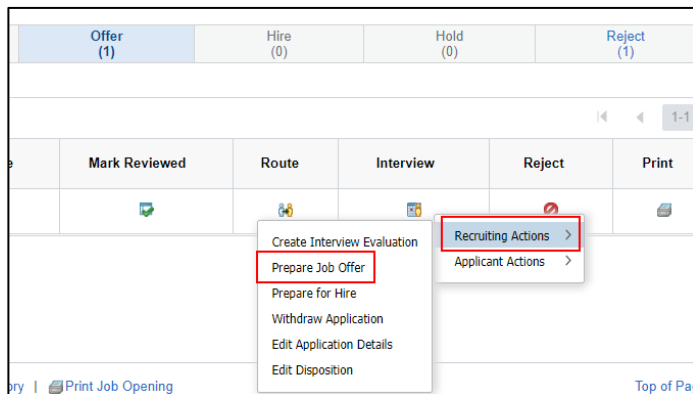 Offer Hire Hold Reject
(1) (0) (0) (1)
1-1
Mark Reviewed Route Interview Reject Print
Create Interview Evaluation
Recruiting Actions >
Prepare Job Offer
Applicant Actions >
Prepare for Hire
Withdraw Application
Edit Application Details
Edit Disposition
| Print Job Opening Top of Pa